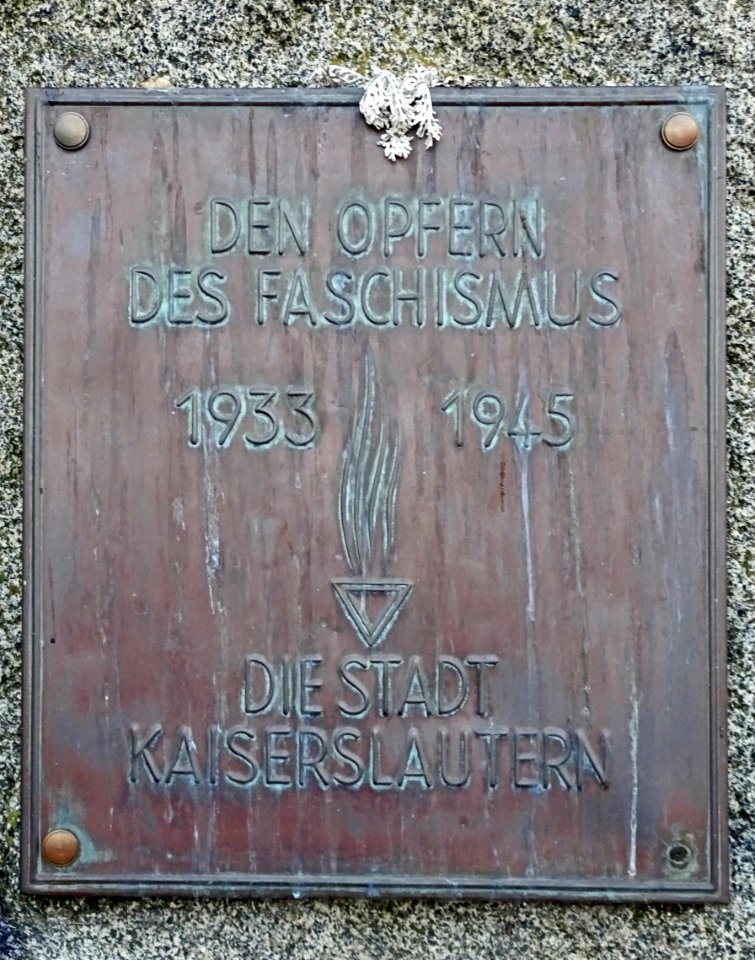 DEN OPFERN
DES FASCHISMUS
1933 1945
DIE STADT
KAISERSLAUTERN